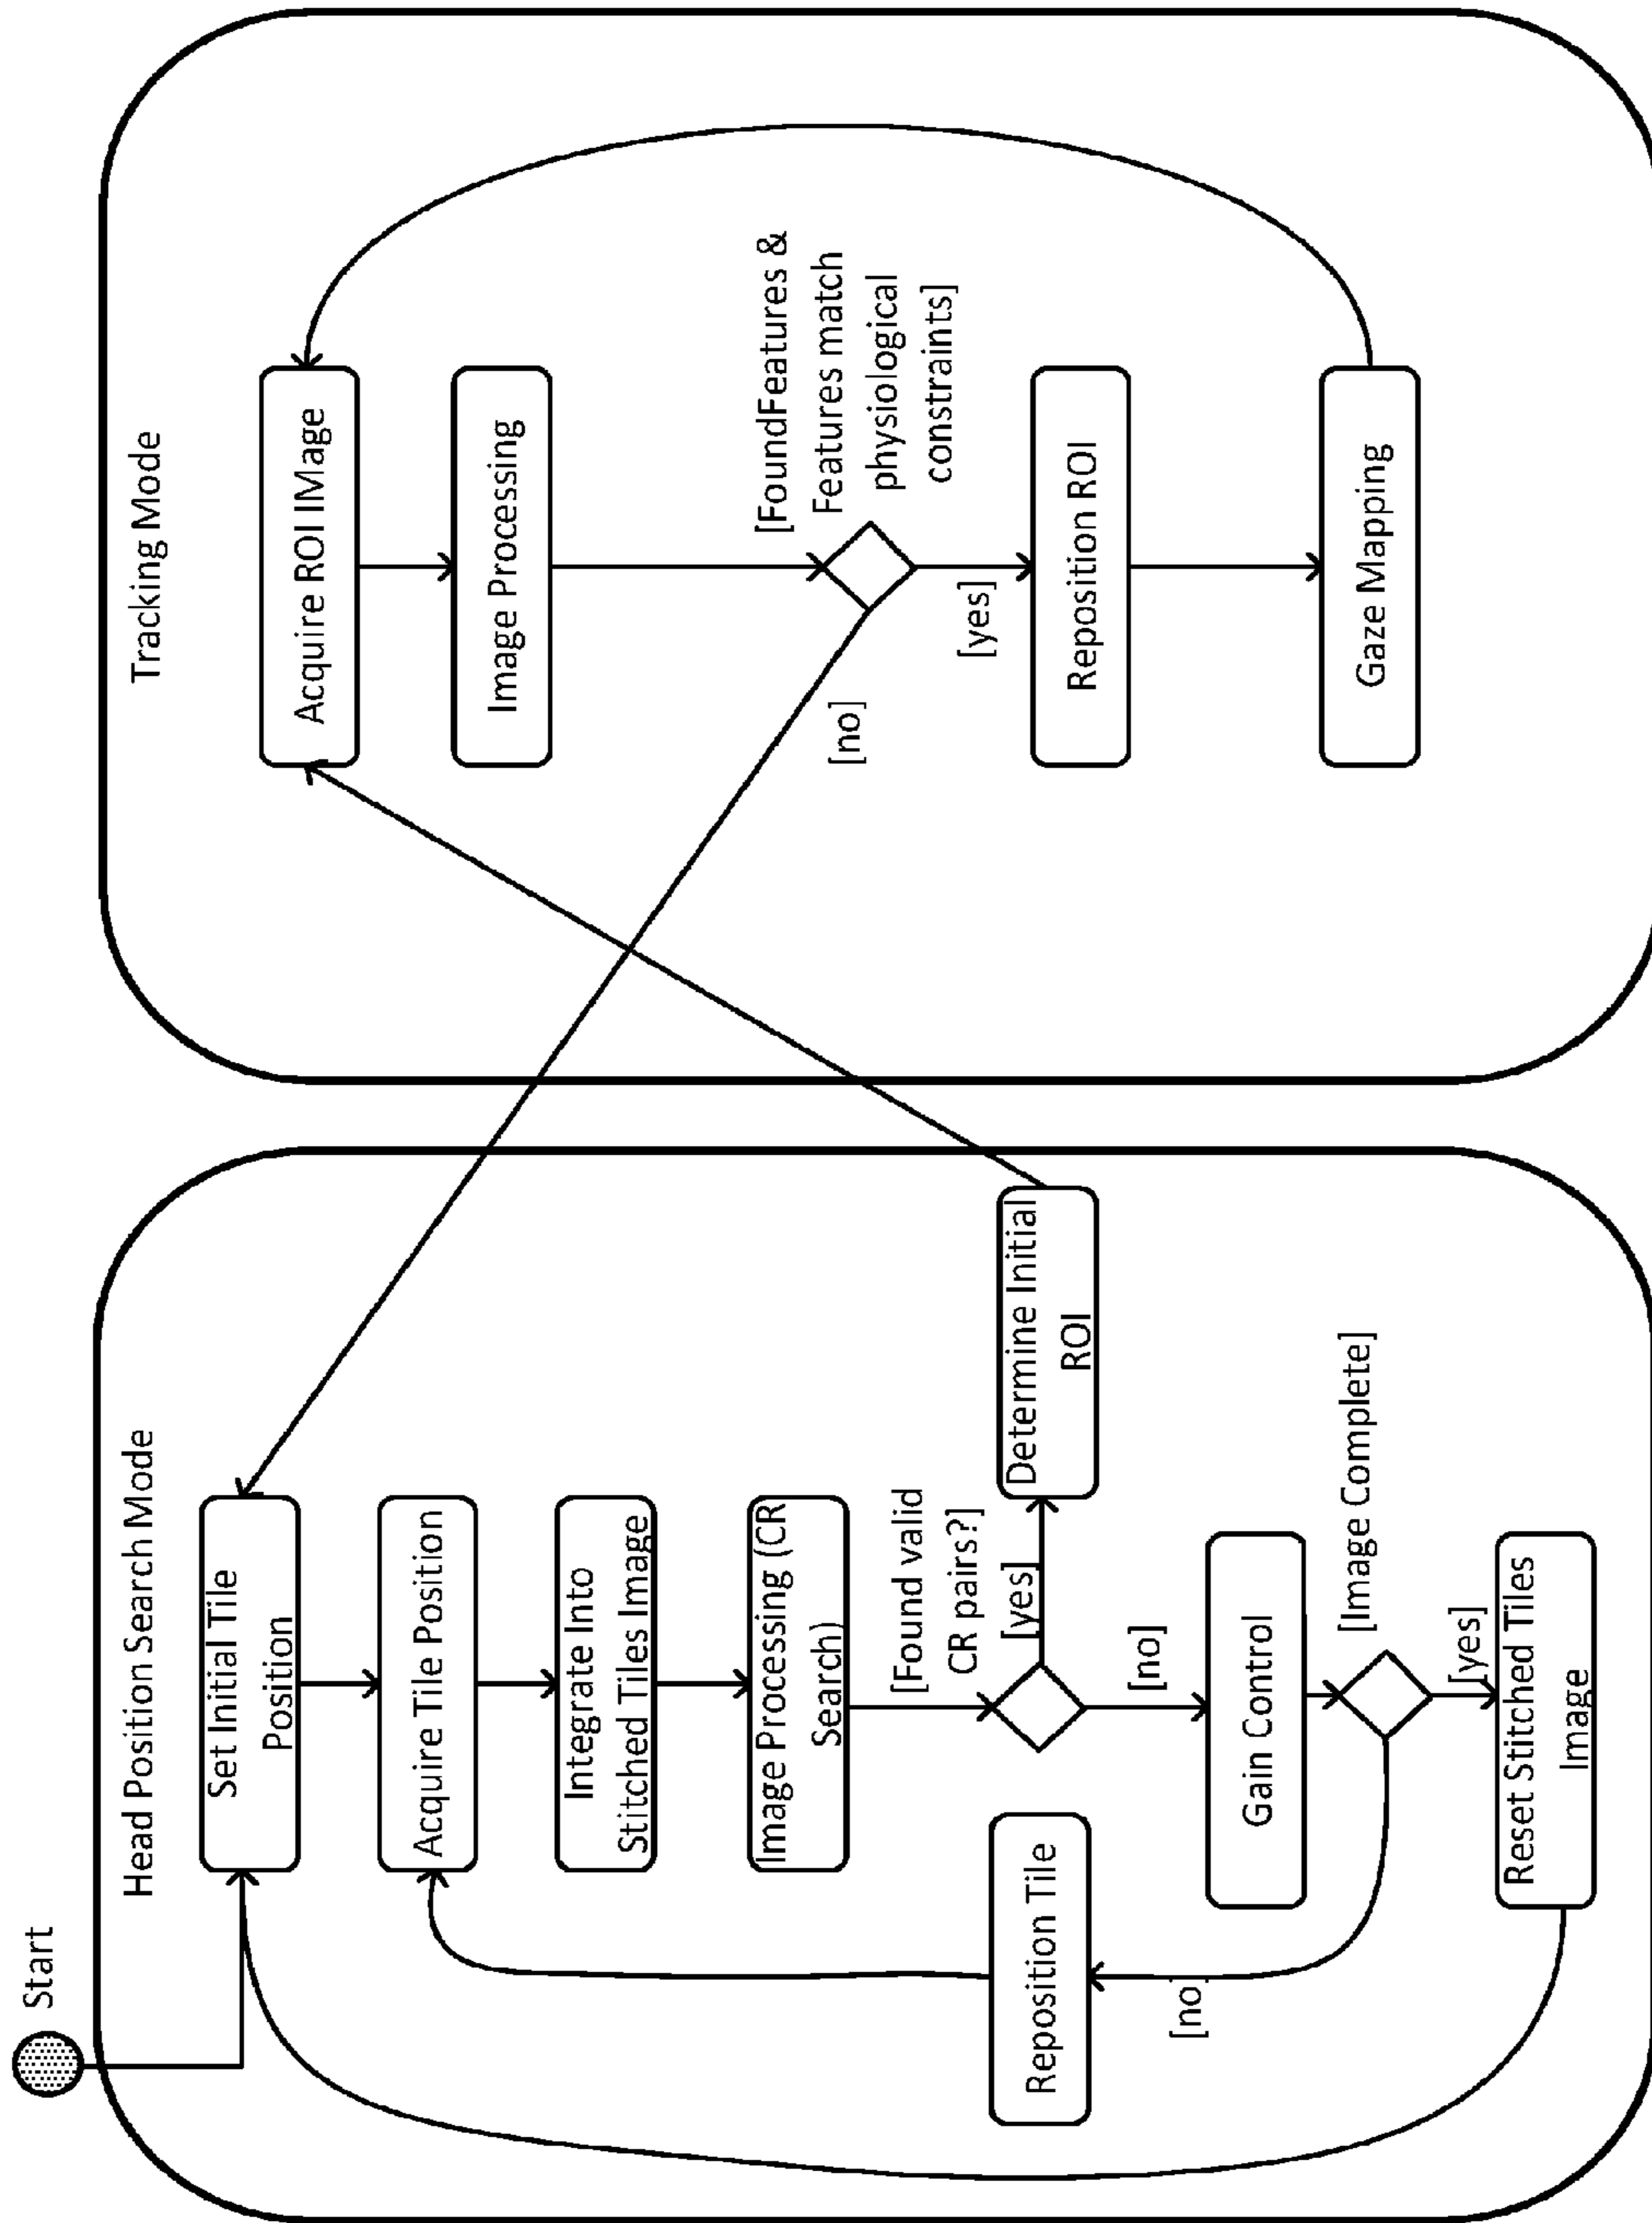 Start
Head Position Search Mode
Set Initial Tile
Position
Acquire Tile Position
Integrate Into
Stitched Tiles Image
Image Processing (CR
Search)
[Found valid
CR pairs?]
[yes]
Determine Initial
ROI
[no]
Reposition Tile
Gain Control
[Image Complete]
[no]
[yes]
Reset Stitched Tiles
Image
Tracking Mode
Acquire ROI IMage
Image Processing
[FoundFeatures &
Features match
physiological
constraints]
[no]
[yes]
Reposition ROI
Gaze Mapping